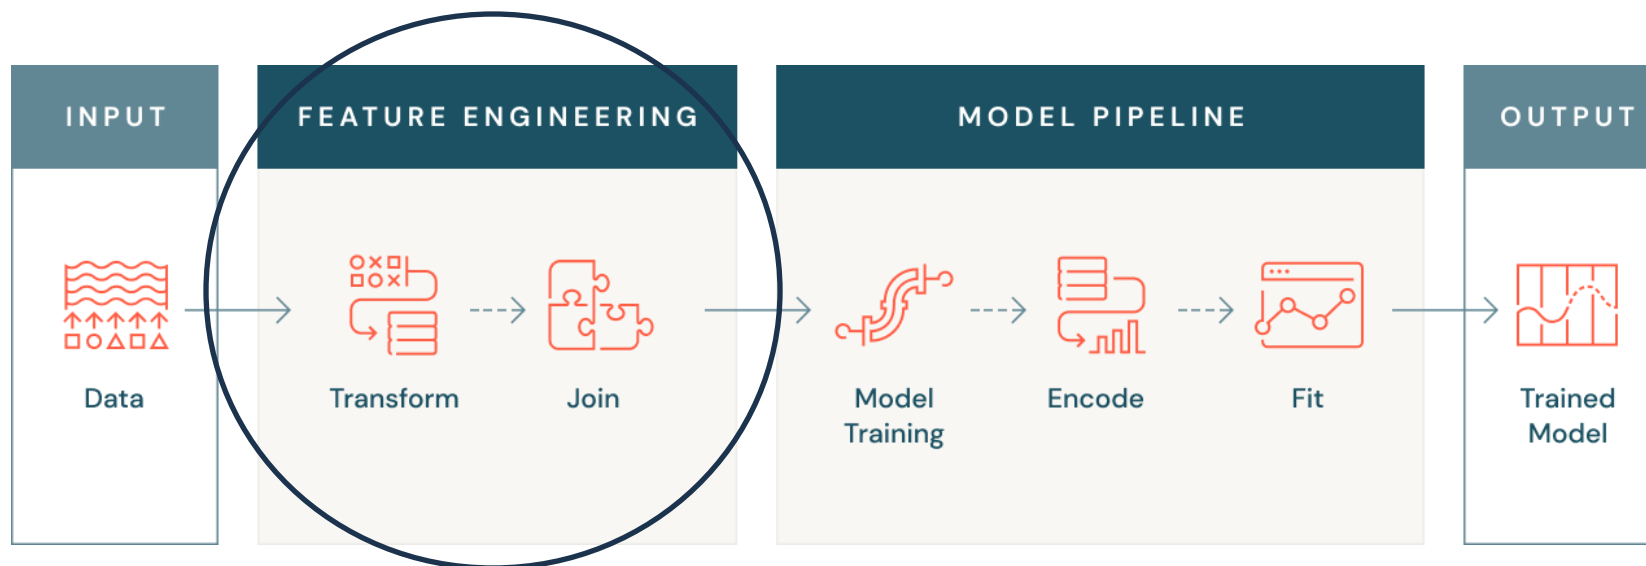 INPUT
FEATURE ENGINEERING
MODEL PIPELINE
OUTPUT
Data
Transform
Join
Model
Training
Encode
Fit
Trained
Model